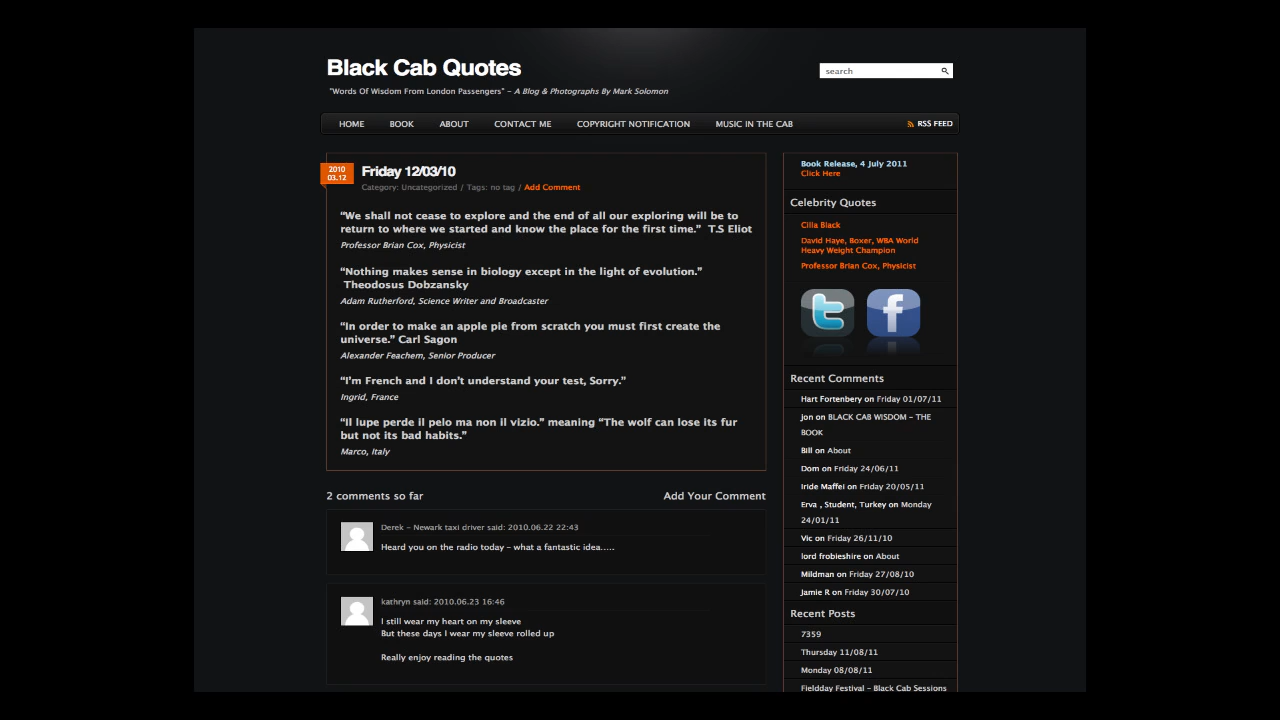 Black Cab Quotes
search
"Words Of Wisdom From London Passengers" – A Blog & Photographs By Mark Solomon
HOME BOOK ABOUT CONTACT ME COPYRIGHT NOTIFICATION MUSIC IN THE CAB RSS FEED
2010
03.12
Friday 12/03/10
Category: Uncategorized / Tags: no tag / Add Comment
“We shall not cease to explore and the end of all our exploring will be to
return to where we started and know the place for the first time.” T.S Eliot
Professor Brian Cox, Physicist
“Nothing makes sense in biology except in the light of evolution.”
Theodosus Dobzansky
Adam Rutherford, Science Writer and Broadcaster
“In order to make an apple pie from scratch you must first create the
universe.” Carl Sagon
Alexander Feachem, Senior Producer
“I’m French and I don’t understand your test, Sorry.”
Ingrid, France
“Il lupe perde il pelo ma non il vizio.” meaning “The wolf can lose its fur
but not its bad habits.”
Marco, Italy
2 comments so far
Add Your Comment
Derek – Newark taxi driver said: 2010.06.22 22:43
Heard you on the radio today – what a fantastic idea.....
kathryn said: 2010.06.23 16:46
I still wear my heart on my sleeve
But these days I wear my sleeve rolled up
Really enjoy reading the quotes
Book Release, 4 July 2011
Click Here
Celebrity Quotes
Cilla Black
David Haye, Boxer, WBA World
Heavy Weight Champion
Professor Brian Cox, Physicist
t f
Recent Comments
Hart Fortenbery on Friday 01/07/11
jon on BLACK CAB WISDOM – THE
BOOK
Bill on About
Dom on Friday 24/06/11
Iride Maffei on Friday 20/05/11
Erva , Student, Turkey on Monday
24/01/11
Vic on Friday 26/11/10
lord frobieshire on About
Mildman on Friday 27/08/10
Jamie R on Friday 30/07/10
Recent Posts
7359
Thursday 11/08/11
Monday 08/08/11
Fieldday Festival – Black Cab Sessions